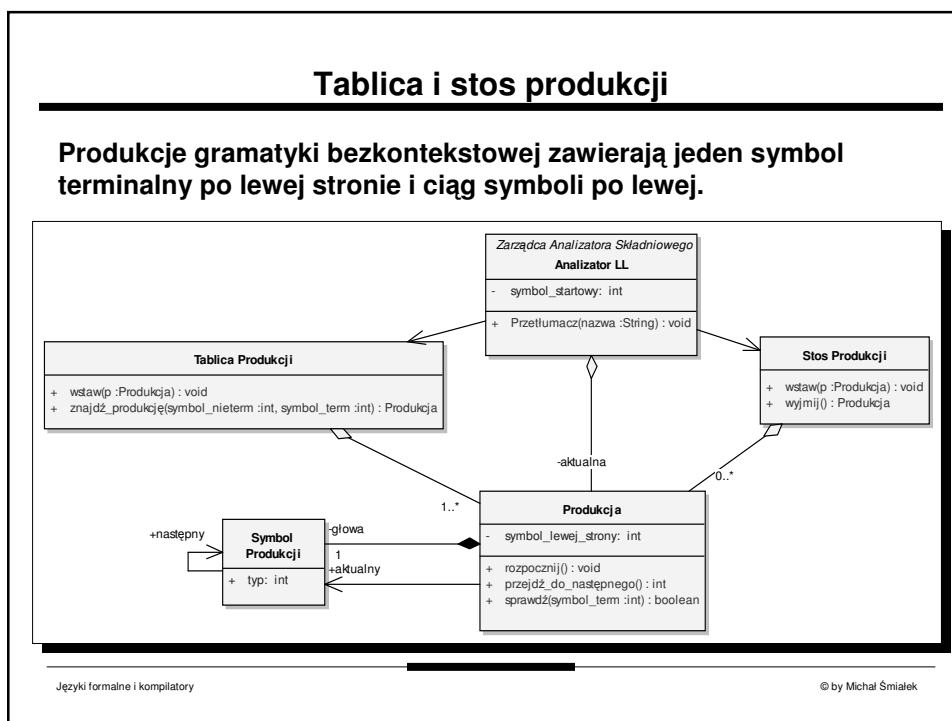 Tablica i stos produkcji
Produkcje gramatyki bezkontekstowej zawierają jeden symbol
terminalny po lewej stronie i ciąg symboli po lewej.
Zarządca Analizatora Składniowego
Analizator LL
- symbol_startowy: int
+ Przetłumacz(nazwa :String) : void
Tablica Produkcji
+ wstaw(p :Produkcja) : void
+ znajdź_produkcję(symbol_nieterm :int, symbol_term :int) : Produkcja
Stos Produkcji
+ wstaw(p :Produkcja) : void
+ wyjmij() : Produkcja
-aktualna
0..*
1..*
Produkcja
- symbol_lewej_strony: int
+ rozpocznij() : void
+ przejdź_do_następnego() : int
+ sprawdź(symbol_term :int) : boolean
+następny
Symbol
Produkcji
+ typ: int
-głowa
1
+aktualny
Języki formalne i kompilatory
© by Michał Śmiałek